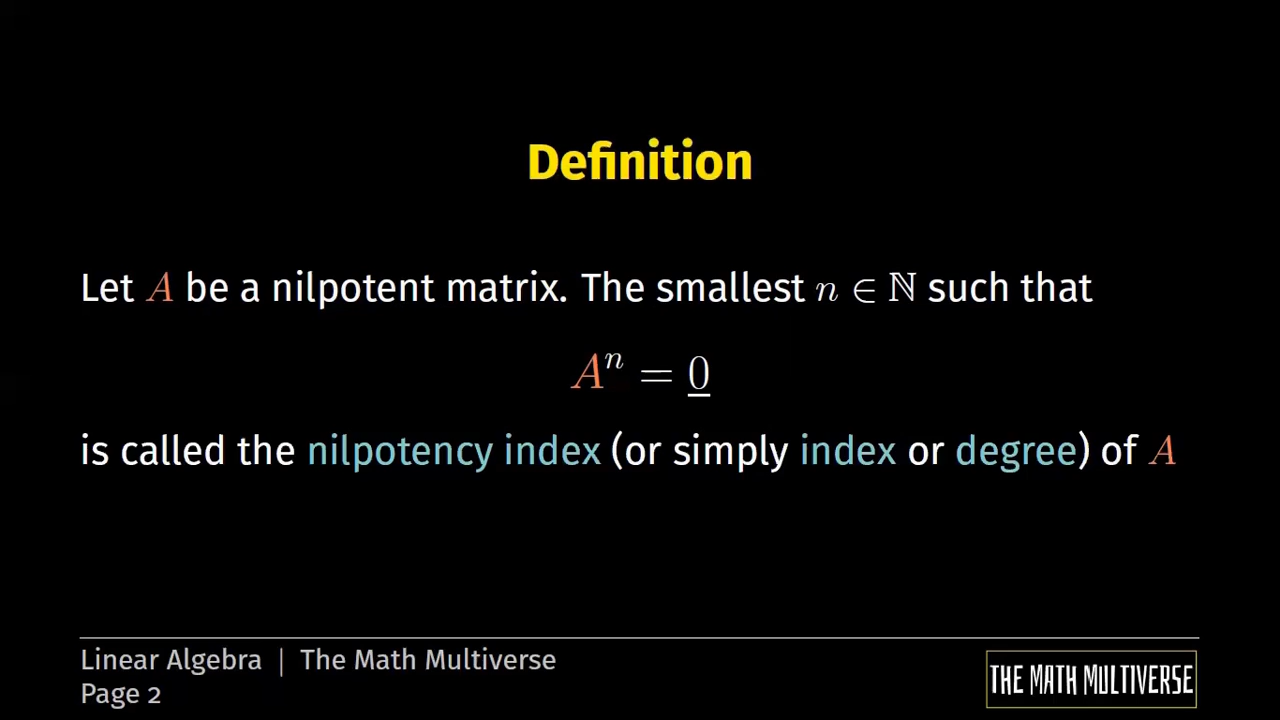 Definition
Let A be a nilpotent matrix. The smallest n ∈ ℕ such that
Aⁿ = 0̲
is called the nilpotency index (or simply index or degree) of A
Linear Algebra | The Math Multiverse
Page 2
THE MATH MULTIVERSE